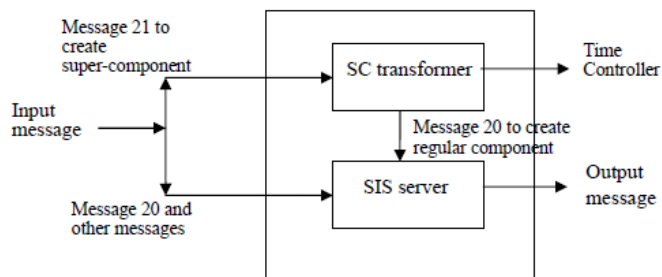 Message 21 to
create
super-component
Input
message
Message 20 and
other messages
SC transformer
Message 20 to create
regular component
SIS server
Time
Controller
Output
message